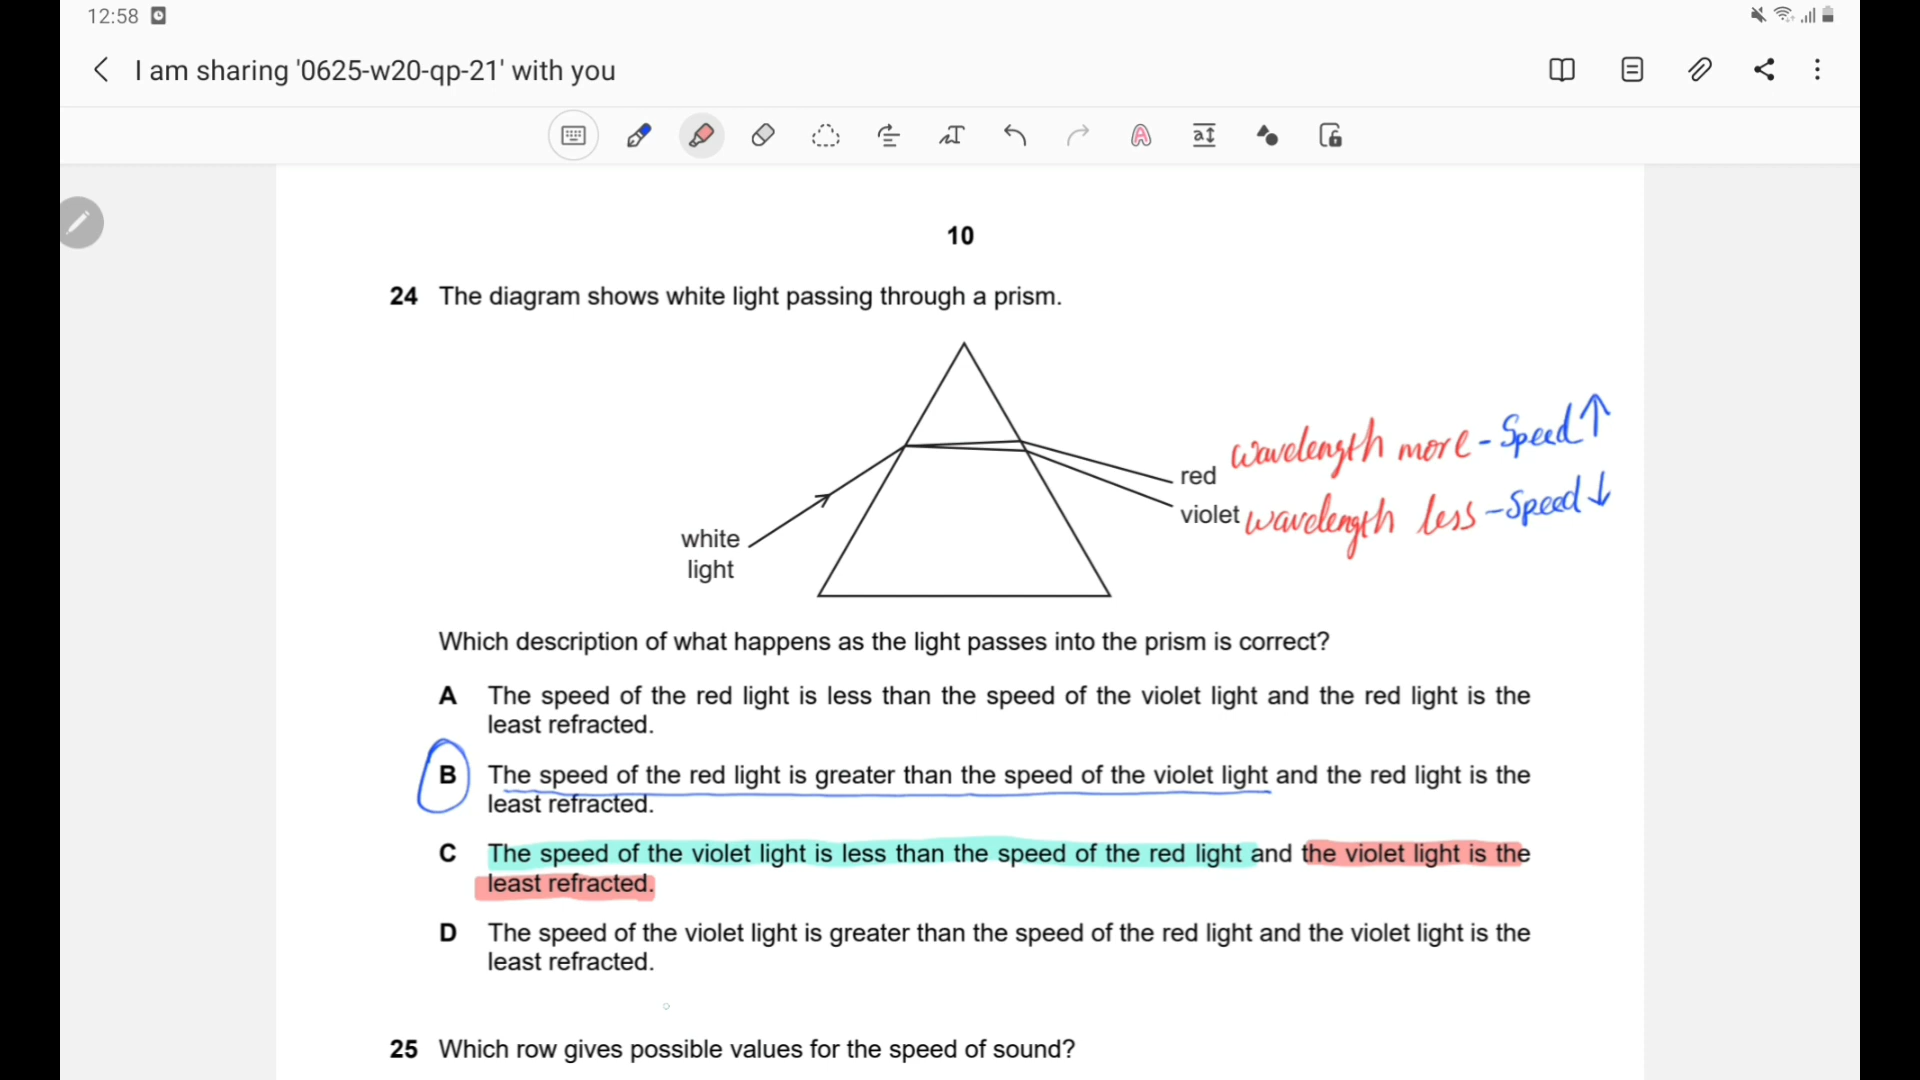 12:58
I am sharing '0625-w20-qp-21' with you
10
24 The diagram shows white light passing through a prism.
red wavelength more - Speed ↑
violet wavelength less - Speed ↓
white
light
Which description of what happens as the light passes into the prism is correct?
A The speed of the red light is less than the speed of the violet light and the red light is the
least refracted.
B The speed of the red light is greater than the speed of the violet light and the red light is the
least refracted.
C The speed of the violet light is less than the speed of the red light and the violet light is the
least refracted.
D The speed of the violet light is greater than the speed of the red light and the violet light is the
least refracted.
25 Which row gives possible values for the speed of sound?